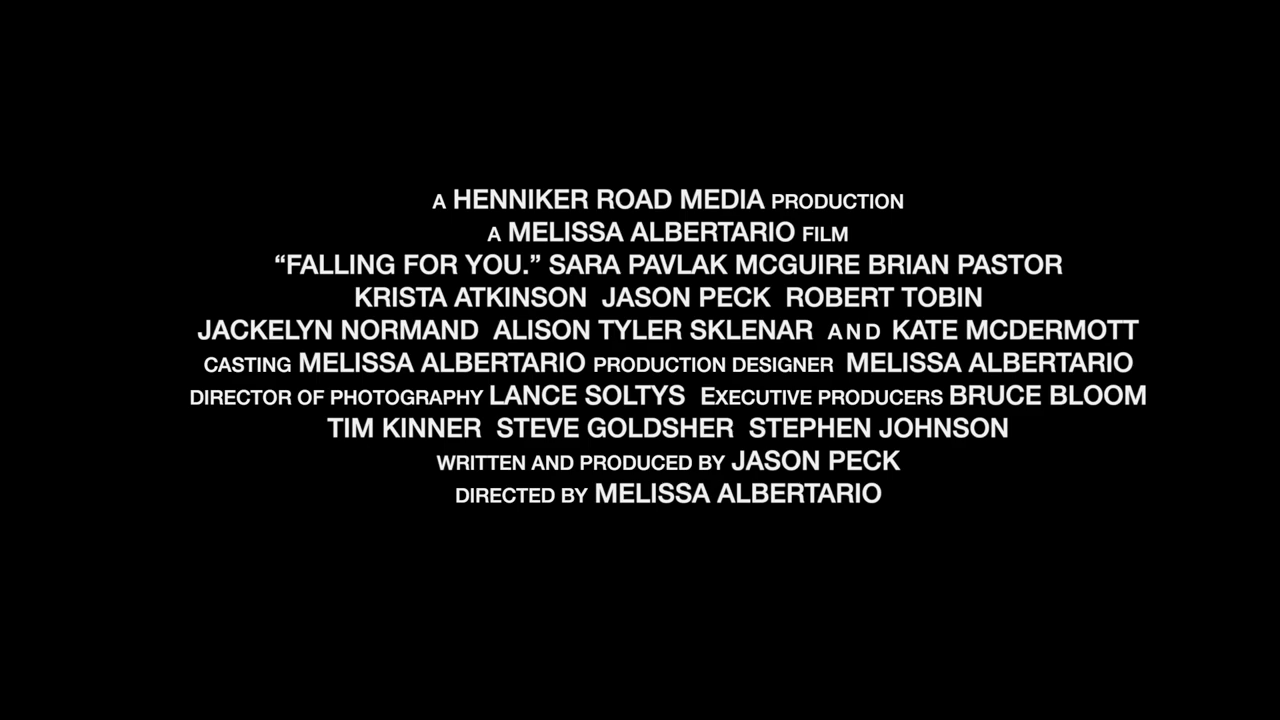 A HENNIKER ROAD MEDIA PRODUCTION
A MELISSA ALBERTARIO FILM
“FALLING FOR YOU.” SARA PAVLAK MCGUIRE BRIAN PASTOR
KRISTA ATKINSON JASON PECK ROBERT TOBIN
JACKELYN NORMAND ALISON TYLER SKLENAR AND KATE MCDERMOTT
CASTING MELISSA ALBERTARIO PRODUCTION DESIGNER MELISSA ALBERTARIO
DIRECTOR OF PHOTOGRAPHY LANCE SOLTYS EXECUTIVE PRODUCERS BRUCE BLOOM
TIM KINNER STEVE GOLDSHER STEPHEN JOHNSON
WRITTEN AND PRODUCED BY JASON PECK
DIRECTED BY MELISSA ALBERTARIO